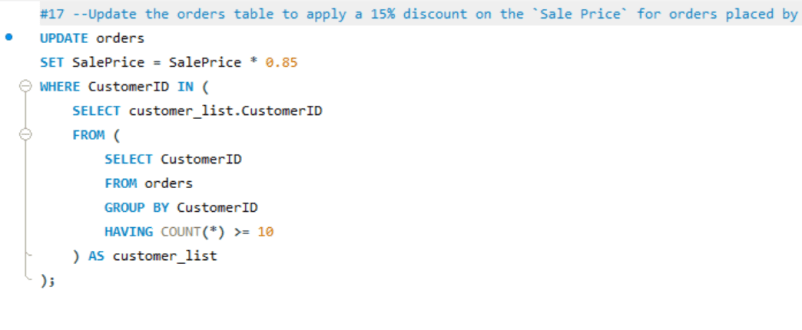 #17 --Update the orders table to apply a 15% discount on the `Sale Price` for orders placed by
UPDATE orders
SET SalePrice = SalePrice * 0.85
WHERE CustomerID IN (
SELECT customer_list.CustomerID
FROM (
SELECT CustomerID
FROM orders
GROUP BY CustomerID
HAVING COUNT(*) >= 10
) AS customer_list
);